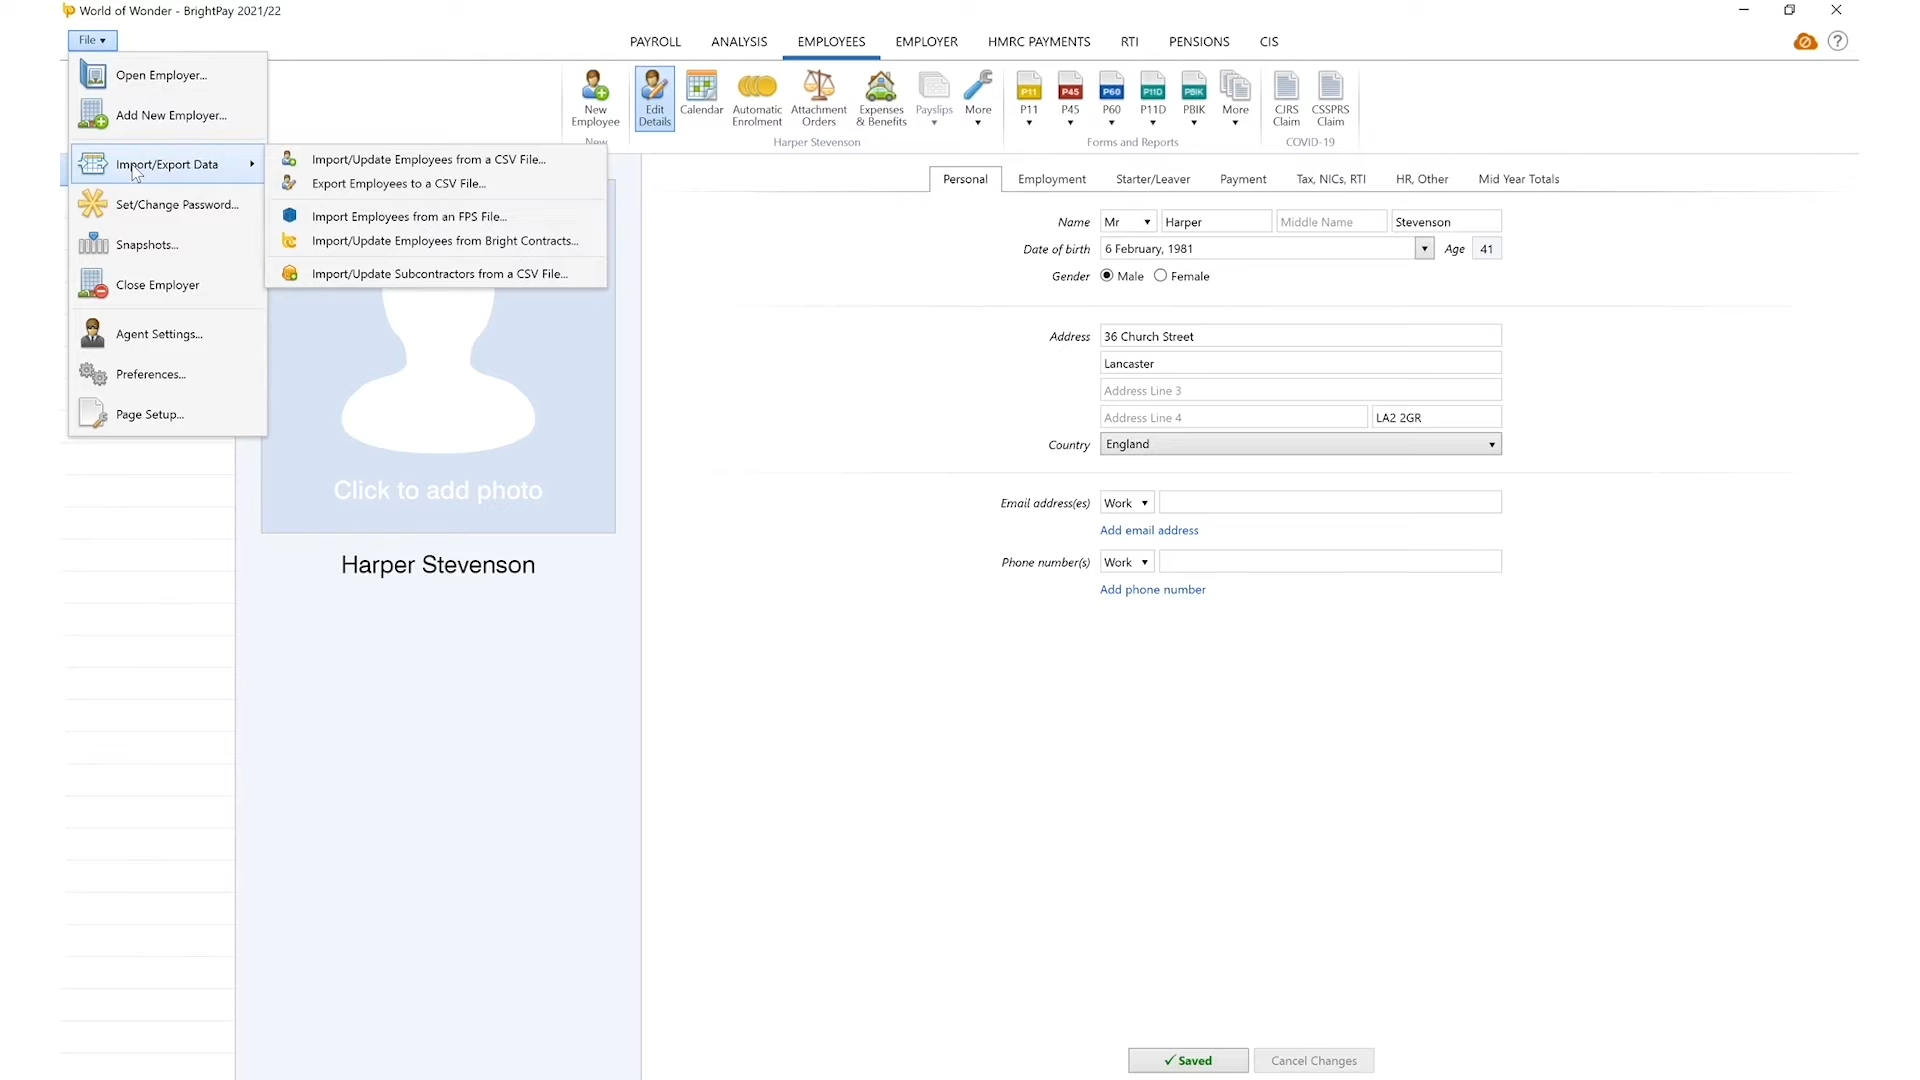 World of Wonder - BrightPay 2021/22
File
PAYROLL ANALYSIS EMPLOYEES EMPLOYER HMRC PAYMENTS RTI PENSIONS CIS
Open Employer...
Add New Employer...
Import/Export Data
Set/Change Password...
Snapshots...
Close Employer
Agent Settings...
Preferences...
Page Setup...
Import/Update Employees from a CSV File...
Export Employees to a CSV File...
Import Employees from an FPS File...
Import/Update Employees from Bright Contracts...
Import/Update Subcontractors from a CSV File...
New Employee
Edit Details
Calendar
Automatic Enrolment
Attachment Orders
Expenses & Benefits
Payslips
More
P11 P11
P45 P45
P60 P60
P11D P11D
PBIK PBIK
More
CJRS Claim
CSSPRS Claim
New
Harper Stevenson
Forms and Reports
COVID-19
Click to add photo
Harper Stevenson
Personal Employment Starter/Leaver Payment Tax, NICs, RTI HR, Other Mid Year Totals
Name Mr Harper Middle Name Stevenson
Date of birth 6 February, 1981 Age 41
Gender Male Female
Address 36 Church Street
Lancaster
Address Line 3
Address Line 4 LA2 2GR
Country England
Email address(es) Work
Add email address
Phone number(s) Work
Add phone number
Saved Cancel Changes